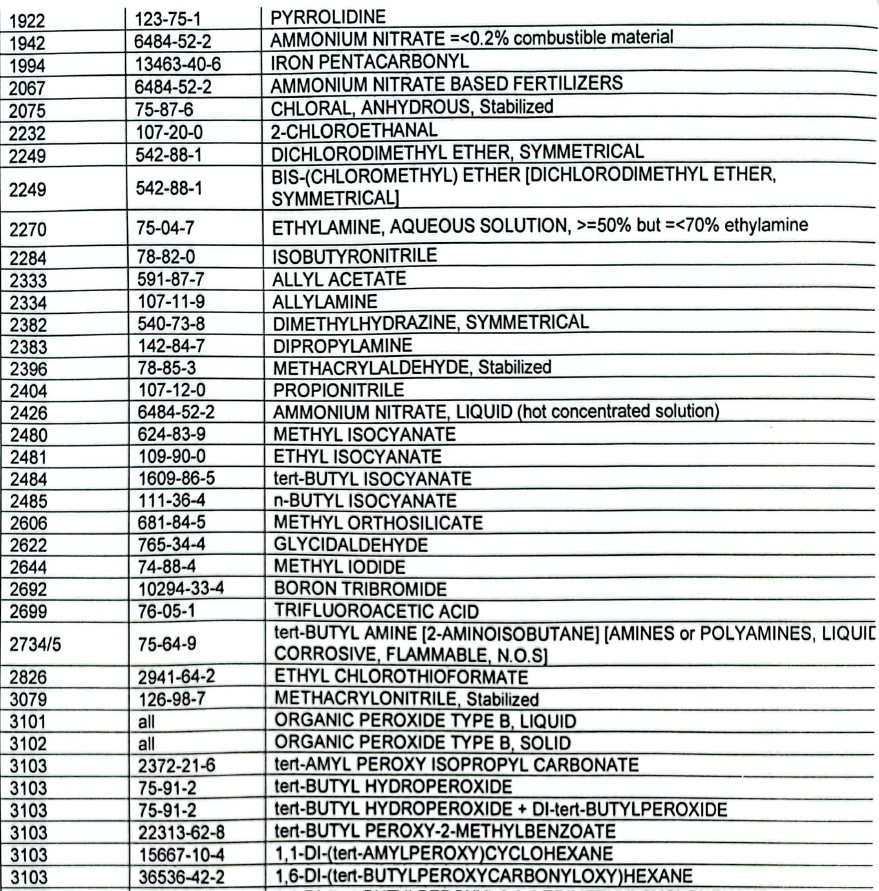 1922 123-75-1 PYRROLIDINE
1942 6484-52-2 AMMONIUM NITRATE =<0.2% combustible material
1994 13463-40-6 IRON PENTACARBONYL
2067 6484-52-2 AMMONIUM NITRATE BASED FERTILIZERS
2075 75-87-6 CHLORAL, ANHYDROUS, Stabilized
2232 107-20-0 2-CHLOROETHANAL
2249 542-88-1 DICHLORODIMETHYL ETHER, SYMMETRICAL
2249 542-88-1 BIS-(CHLOROMETHYL) ETHER [DICHLORODIMETHYL ETHER,
SYMMETRICAL]
2270 75-04-7 ETHYLAMINE, AQUEOUS SOLUTION, >=50% but =<70% ethylamine
2284 78-82-0 ISOBUTYRONITRILE
2333 591-87-7 ALLYL ACETATE
2334 107-11-9 ALLYLAMINE
2382 540-73-8 DIMETHYLHYDRAZINE, SYMMETRICAL
2383 142-84-7 DIPROPYLAMINE
2396 78-85-3 METHACRYLALDEHYDE, Stabilized
2404 107-12-0 PROPIONITRILE
2426 6484-52-2 AMMONIUM NITRATE, LIQUID (hot concentrated solution)
2480 624-83-9 METHYL ISOCYANATE
2481 109-90-0 ETHYL ISOCYANATE
2484 1609-86-5 tert-BUTYL ISOCYANATE
2485 111-36-4 n-BUTYL ISOCYANATE
2606 681-84-5 METHYL ORTHOSILICATE
2622 765-34-4 GLYCIDALDEHYDE
2644 74-88-4 METHYL IODIDE
2692 10294-33-4 BORON TRIBROMIDE
2699 76-05-1 TRIFLUOROACETIC ACID
2734/5 75-64-9 tert-BUTYL AMINE [2-AMINOISOBUTANE] [AMINES or POLYAMINES, LIQUID
CORROSIVE, FLAMMABLE, N.O.S]
2826 2941-64-2 ETHYL CHLOROTHIOFORMATE
3079 126-98-7 METHACRYLONITRILE, Stabilized
3101 all ORGANIC PEROXIDE TYPE B, LIQUID
3102 all ORGANIC PEROXIDE TYPE B, SOLID
3103 2372-21-6 tert-AMYL PEROXY ISOPROPYL CARBONATE
3103 75-91-2 tert-BUTYL HYDROPEROXIDE
3103 75-91-2 tert-BUTYL HYDROPEROXIDE + DI-tert-BUTYLPEROXIDE
3103 22313-62-8 tert-BUTYL PEROXY-2-METHYLBENZOATE
3103 15667-10-4 1,1-DI-(tert-AMYLPEROXY)CYCLOHEXANE
3103 36536-42-2 1,6-DI-(tert-BUTYLPEROXYCARBONYLOXY)HEXANE